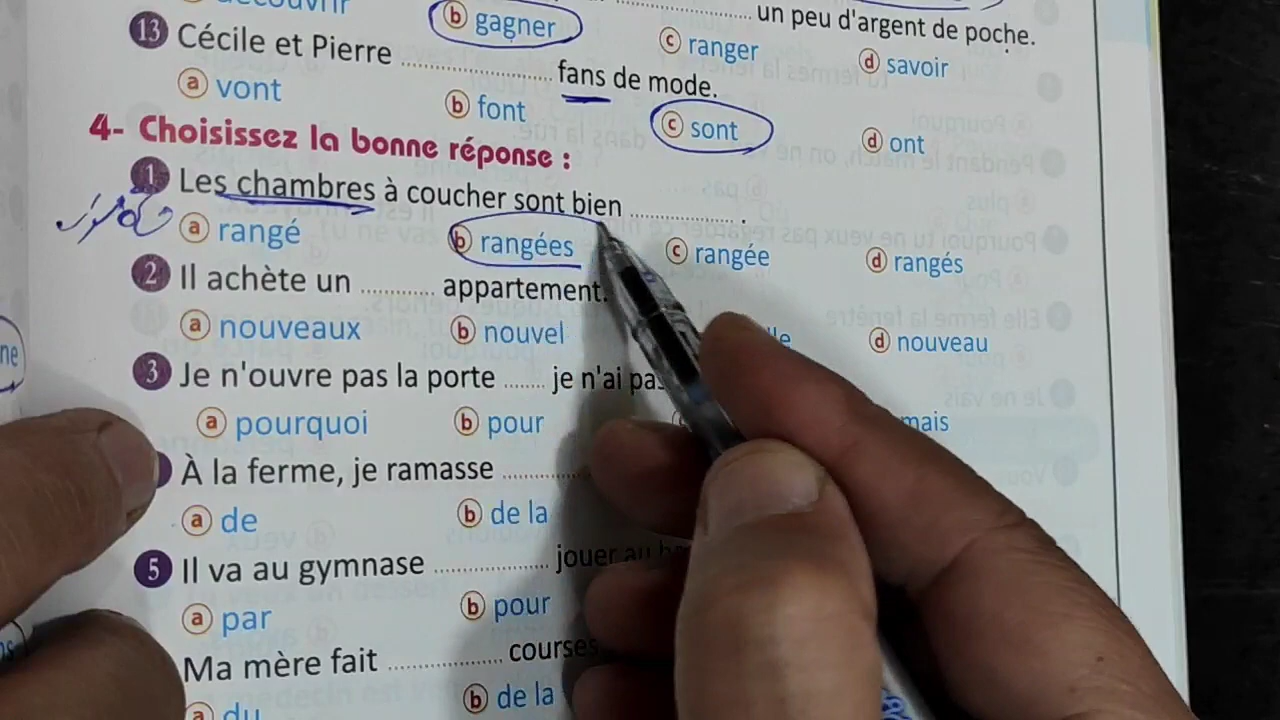 un peu d'argent de poche.
b gagner c ranger d savoir
13 Cécile et Pierre .................... fans de mode.
a vont b font c sont d ont
4- Choisissez la bonne réponse :
1 Les chambres à coucher sont bien .................. .
a rangé b rangées c rangée d rangés
2 Il achète un ............ appartement.
a nouveaux b nouvel d nouveau
3 Je n'ouvre pas la porte ....... je n'ai pas
a pourquoi b pour mais
À la ferme, je ramasse ............
a de b de la
5 Il va au gymnase .................. jouer au
a par b pour
Ma mère fait .................. courses
a du b de la